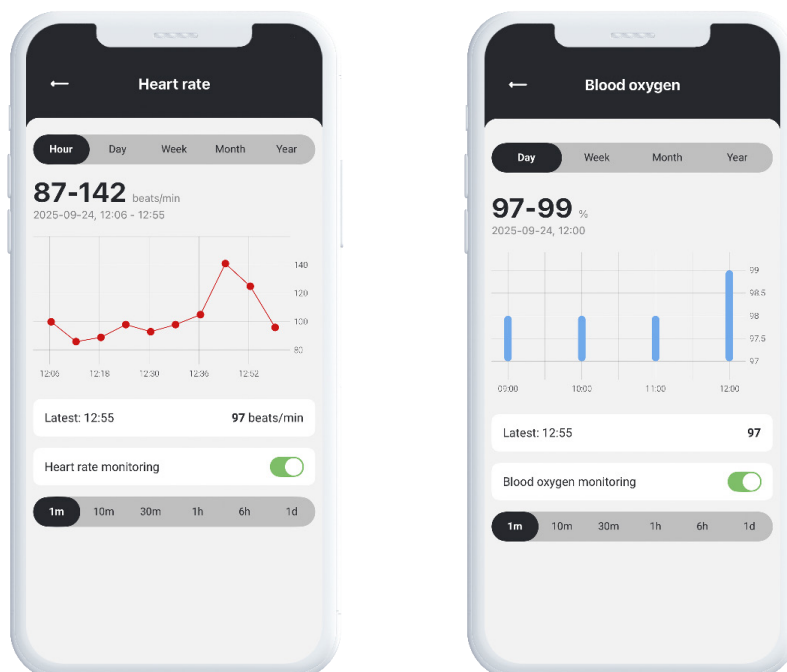 Heart rate
Hour Day Week Month Year
87-142 beats/min
2025-09-24, 12:06 - 12:55
140
120
100
80
12:06 12:18 12:30 12:36 12:52
Latest: 12:55 97 beats/min
Heart rate monitoring
1m 10m 30m 1h 6h 1d
Blood oxygen
Day Week Month Year
97-99 %
2025-09-24, 12:00
99
98.5
98
97.5
97
09:00 10:00 11:00 12:00
Latest: 12:55 97
Blood oxygen monitoring
1m 10m 30m 1h 6h 1d